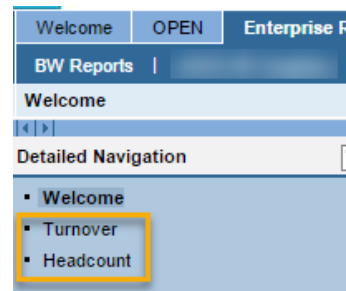 Welcome OPEN Enterprise R
BW Reports |
Welcome
Detailed Navigation
Welcome
Turnover
Headcount